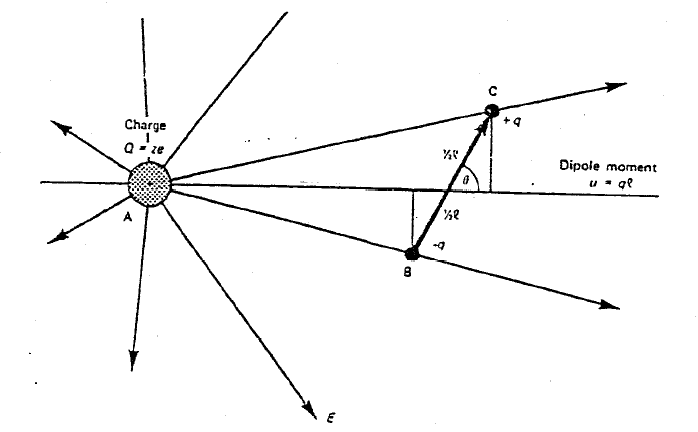 Charge
Q = ze
+
A
C
+q
½ℓ
θ
Dipole moment
u = qℓ
½ℓ
-q
B
E